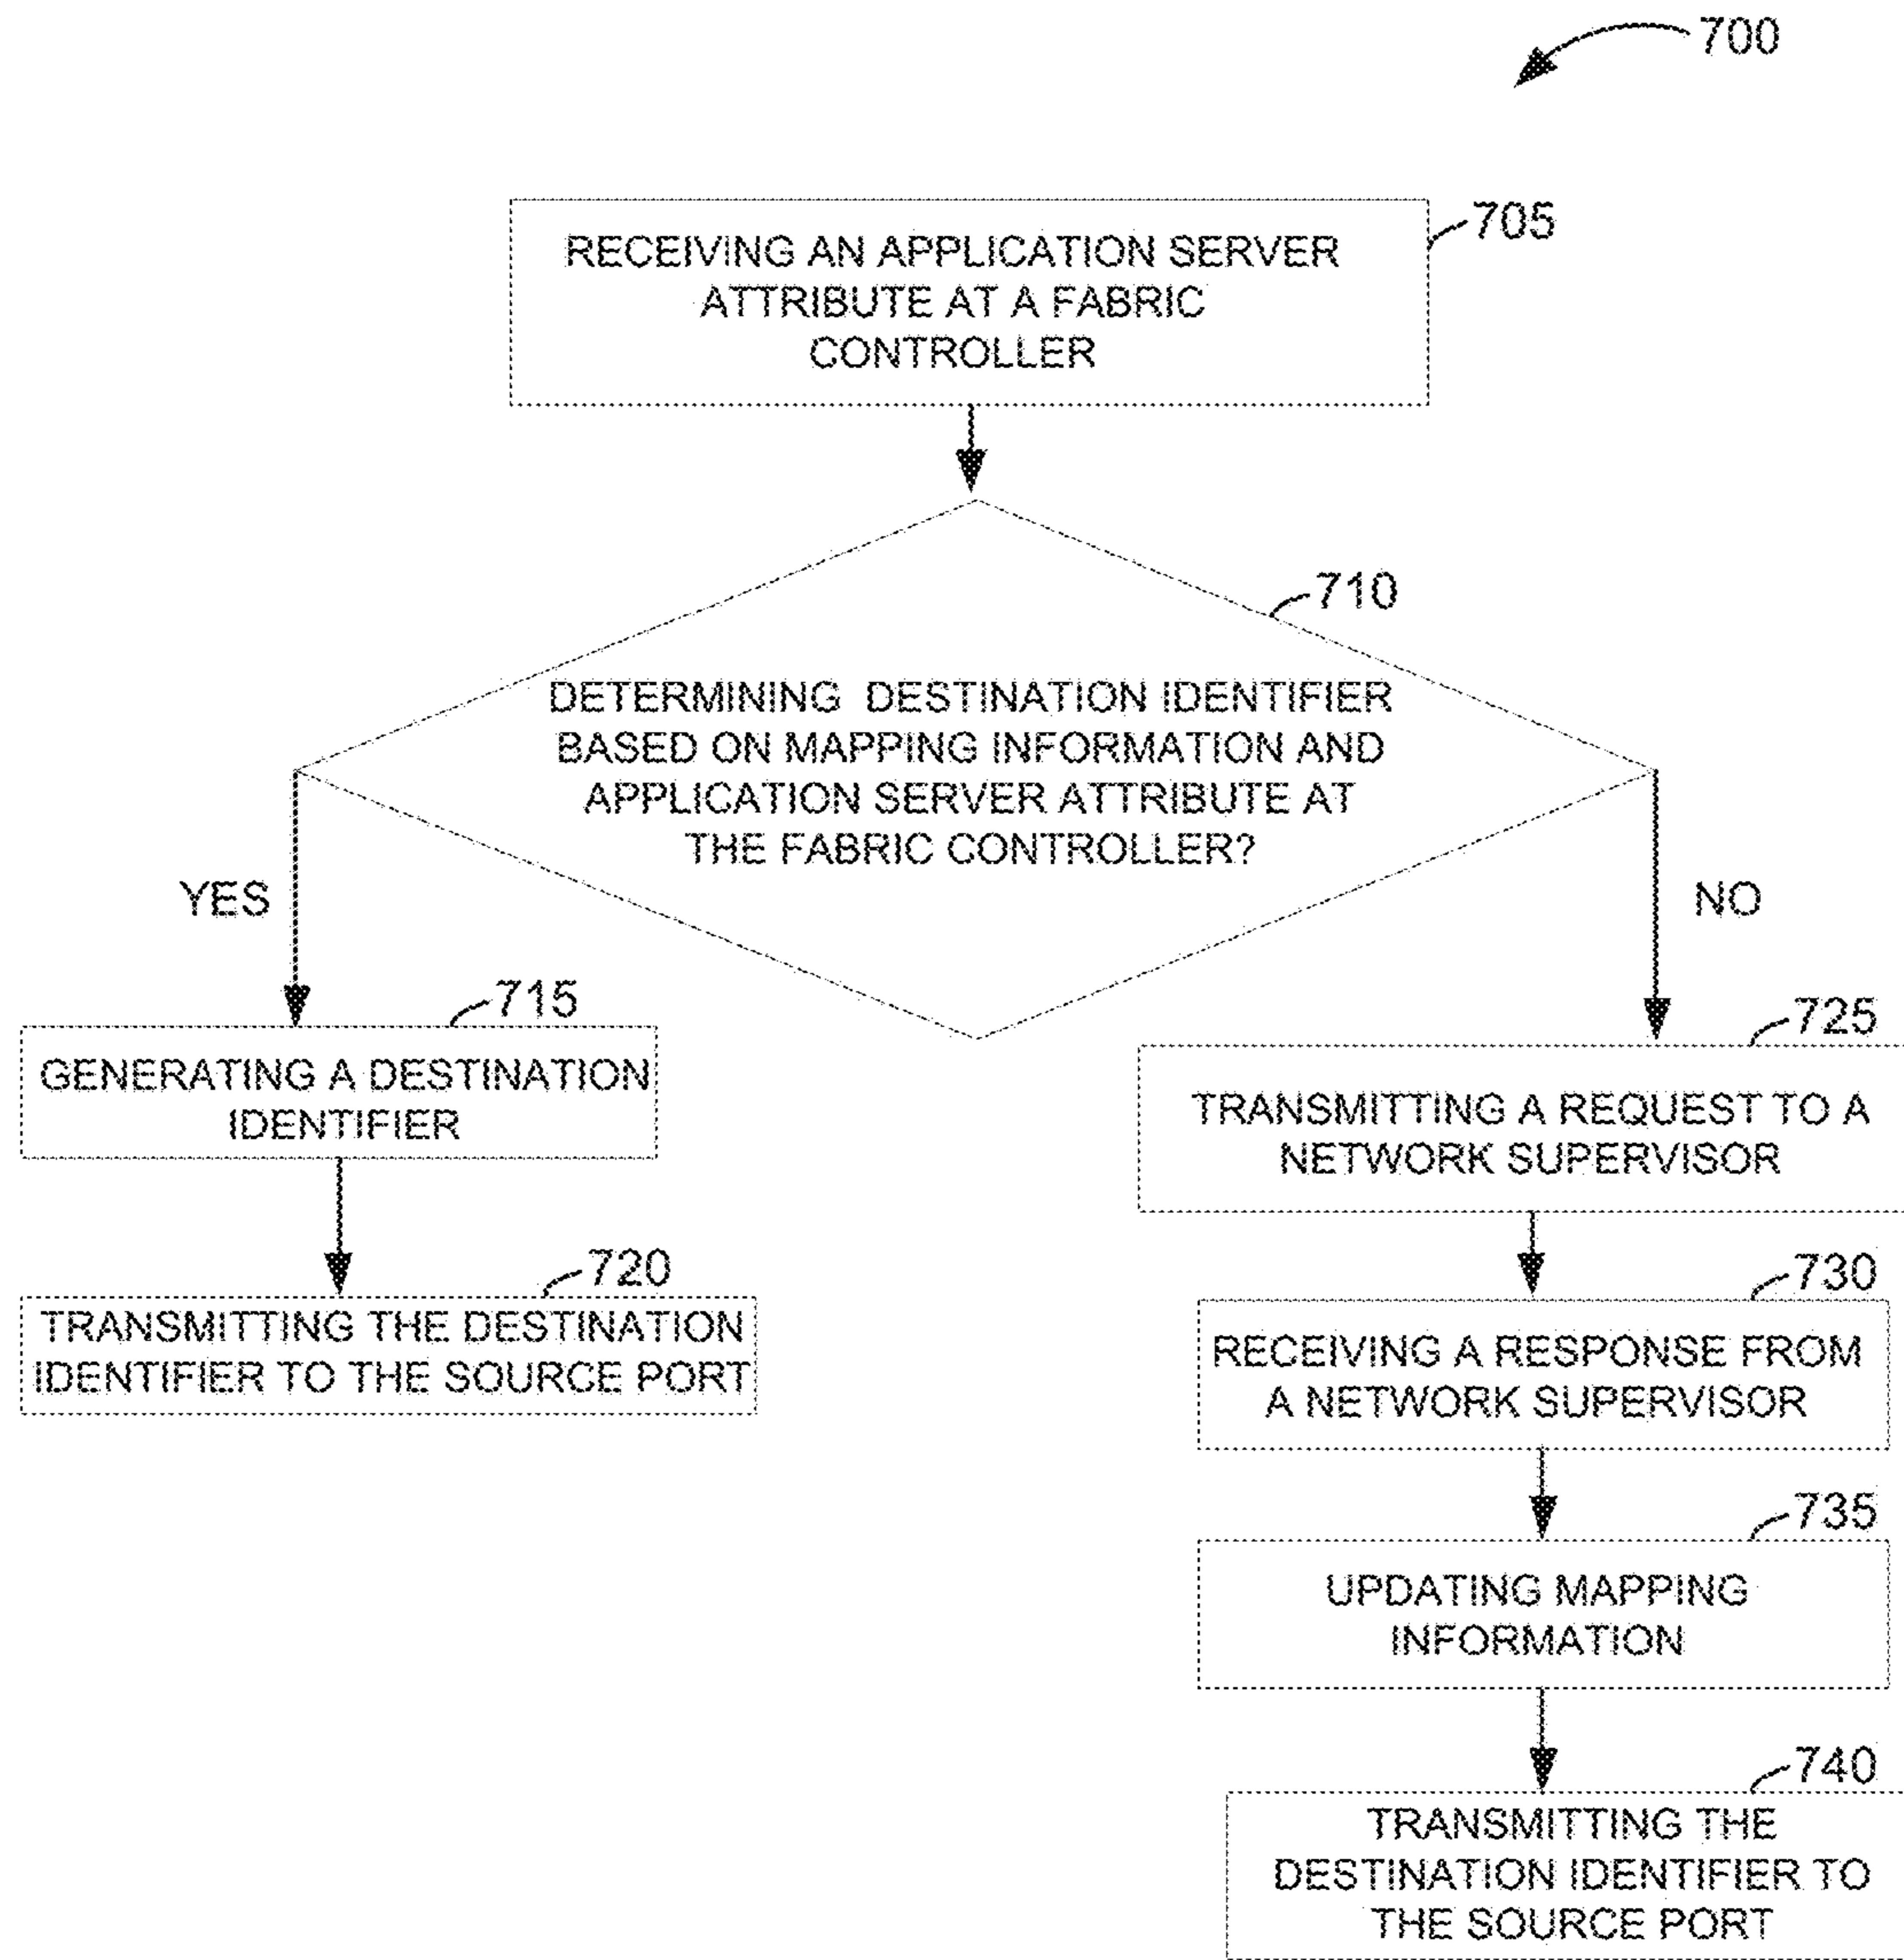 700
705
RECEIVING AN APPLICATION SERVER
ATTRIBUTE AT A FABRIC
CONTROLLER
710
DETERMINING DESTINATION IDENTIFIER
BASED ON MAPPING INFORMATION AND
APPLICATION SERVER ATTRIBUTE AT
THE FABRIC CONTROLLER?
YES
NO
715
GENERATING A DESTINATION
IDENTIFIER
720
TRANSMITTING THE DESTINATION
IDENTIFIER TO THE SOURCE PORT
725
TRANSMITTING A REQUEST TO A
NETWORK SUPERVISOR
730
RECEIVING A RESPONSE FROM
A NETWORK SUPERVISOR
735
UPDATING MAPPING
INFORMATION
740
TRANSMITTING THE
DESTINATION IDENTIFIER TO
THE SOURCE PORT